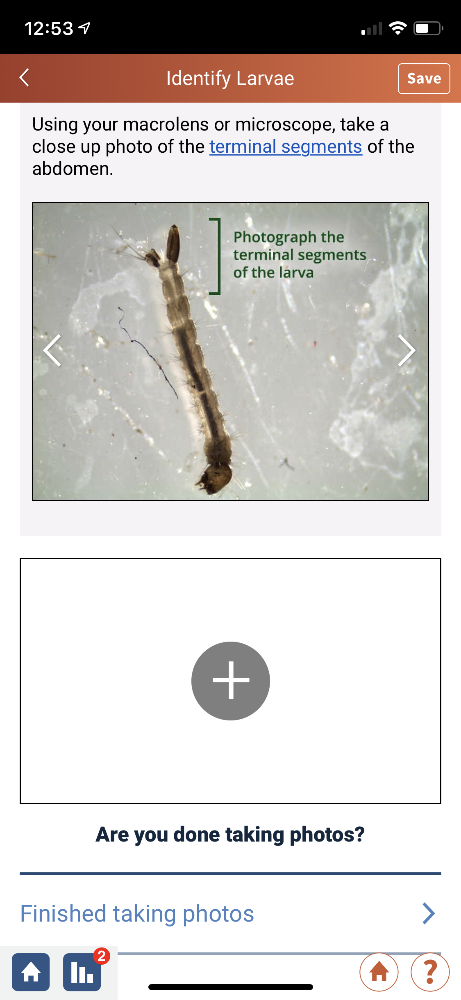 12:53
Identify Larvae
Save
Using your macrolens or microscope, take a
close up photo of the terminal segments of the
abdomen.
Photograph the
terminal segments
of the larva
Are you done taking photos?
Finished taking photos
2
?